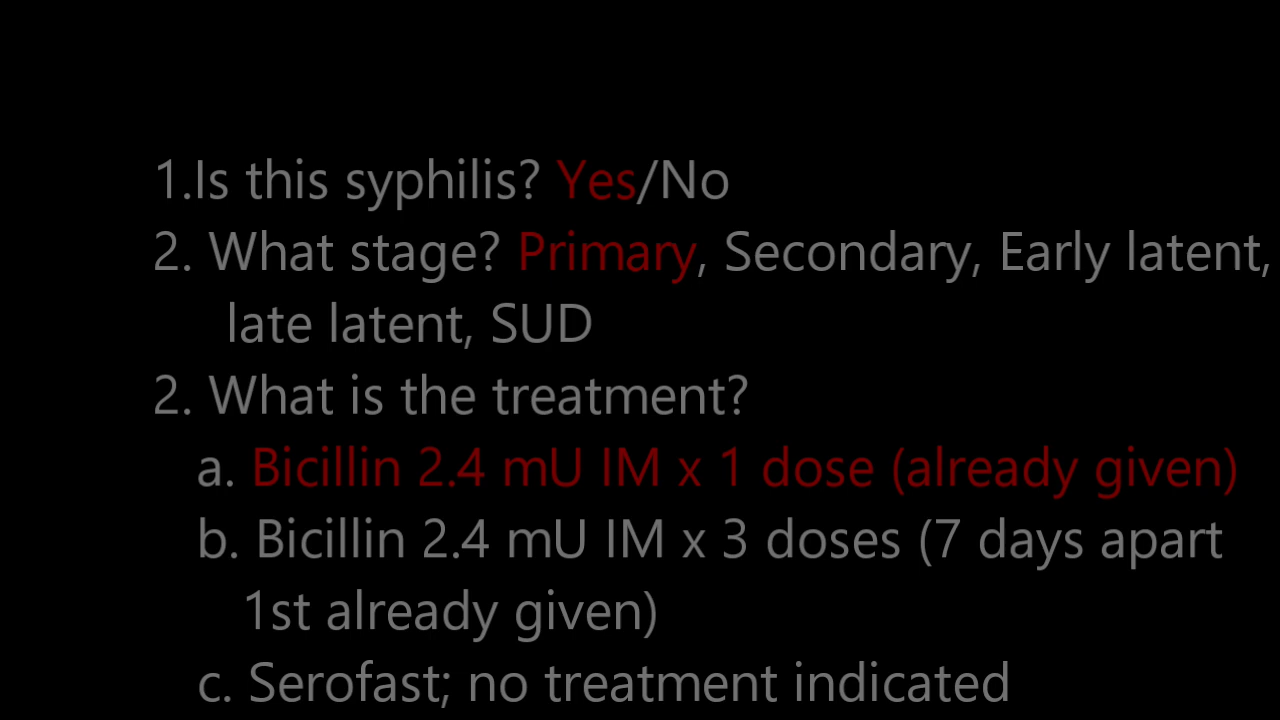 1.Is this syphilis? Yes/No
2. What stage? Primary, Secondary, Early latent,
late latent, SUD
2. What is the treatment?
a. Bicillin 2.4 mU IM x 1 dose (already given)
b. Bicillin 2.4 mU IM x 3 doses (7 days apart
1st already given)
c. Serofast; no treatment indicated